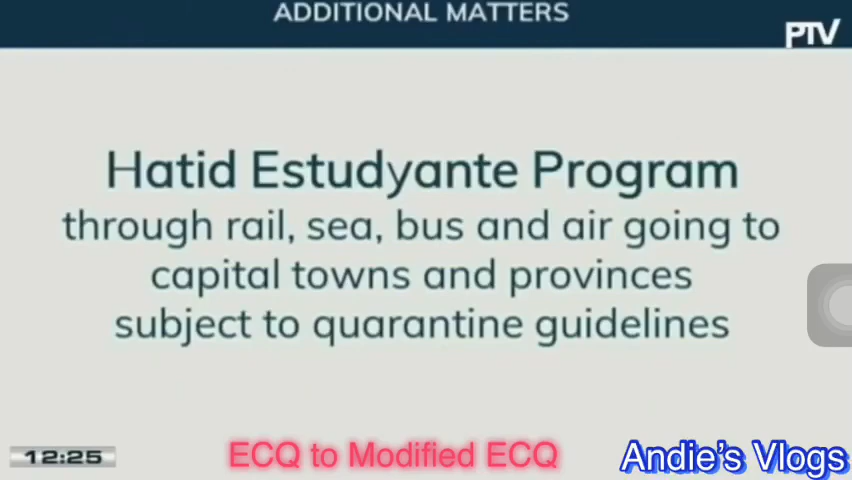 ADDITIONAL MATTERS
PTV
Hatid Estudyante Program
through rail, sea, bus and air going to
capital towns and provinces
subject to quarantine guidelines
12:25
ECQ to Modified ECQ
Andie's Vlogs